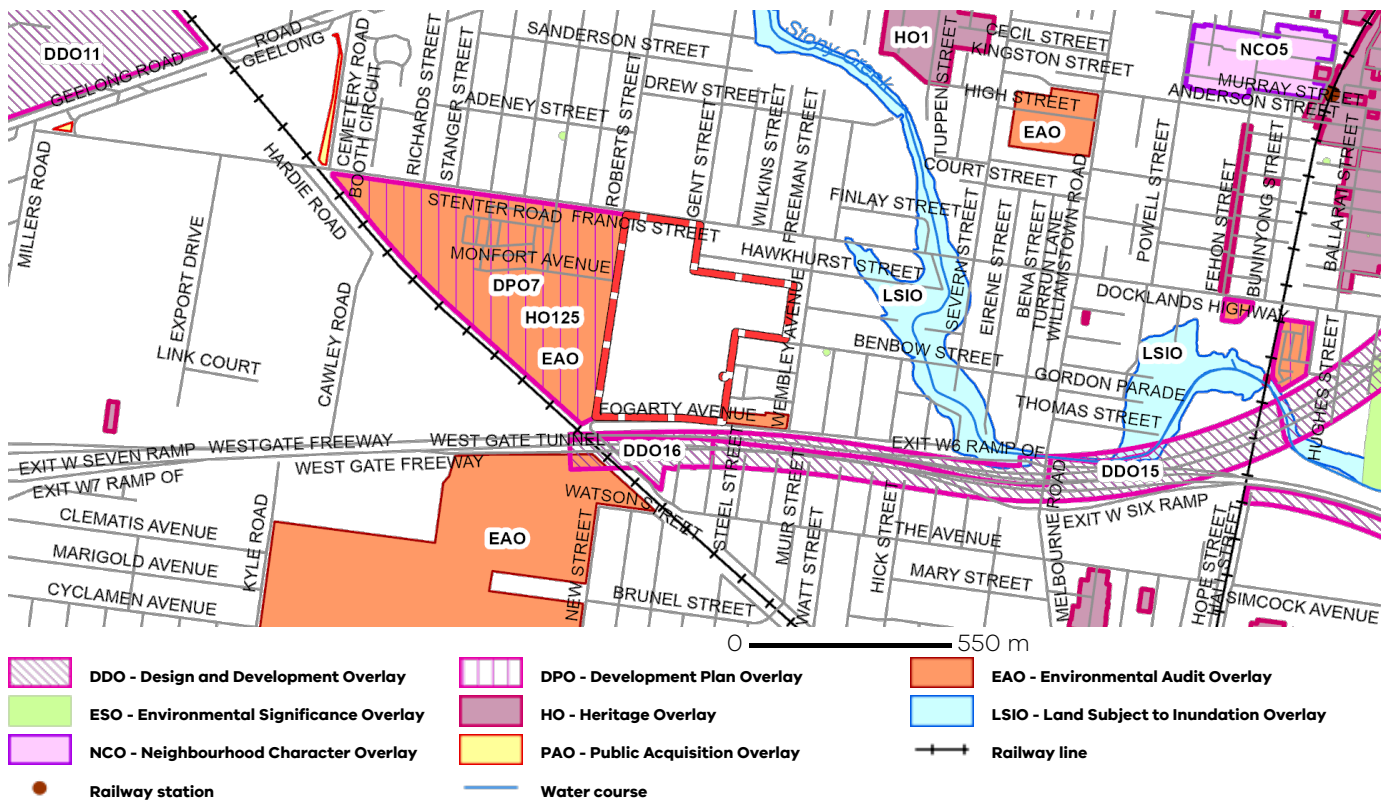 DDO11
ROAD
GEELONG
GEELONG ROAD
CEMETERY ROAD
BOOTH CIRCUIT
RICHARDS STREET
STANGER STREET
SANDERSON STREET
ADENEY STREET
ROBERTS STREET
DREW STREET
GENT STREET
WILKINS STREET
FREEMAN STREET
Stony Creek
HO1
TUPPEN STREET
CECIL STREET
KINGSTON STREET
HIGH STREET
EAO
NCO5
MURRAY STREET
ANDERSON STREET
COURT STREET
FINLAY STREET
MILLERS ROAD
HARDIE ROAD
EXPORT DRIVE
LINK COURT
CAWLEY ROAD
STENTER ROAD
FRANCIS STREET
MONFORT AVENUE
DPO7
HO125
EAO
HAWKHURST STREET
LSIO
SEVERN STREET
EIRENE STREET
BENA STREET
TURRUN LANE
WILLIAMSTOWN ROAD
POWELL STREET
FEHON STREET
BUNINYONG STREET
BALLARAT STREET
DOCKLANDS HIGHWAY
LSIO
BENBOW STREET
GORDON PARADE
THOMAS STREET
HUGHES STREET
WEMBLEY AVENUE
FOGARTY AVENUE
EXIT W SEVEN RAMP
WESTGATE FREEWAY
WEST GATE TUNNEL
WEST GATE FREEWAY
EXIT W7 RAMP OF
DDO16
EXIT W6 RAMP OF
DDO15
EXIT W SIX RAMP
CLEMATIS AVENUE
MARIGOLD AVENUE
CYCLAMEN AVENUE
KYLE ROAD
EAO
WATSON STREET
NEW STREET
STEEL STREET
MUIR STREET
WATT STREET
HICK STREET
THE AVENUE
MARY STREET
BRUNEL STREET
MELBOURNE ROAD
HOPE STREET
HALL STREET
SIMCOCK AVENUE
0 550 m
DDO - Design and Development Overlay
DPO - Development Plan Overlay
EAO - Environmental Audit Overlay
ESO - Environmental Significance Overlay
HO - Heritage Overlay
LSIO - Land Subject to Inundation Overlay
NCO - Neighbourhood Character Overlay
PAO - Public Acquisition Overlay
Railway line
Railway station
Water course